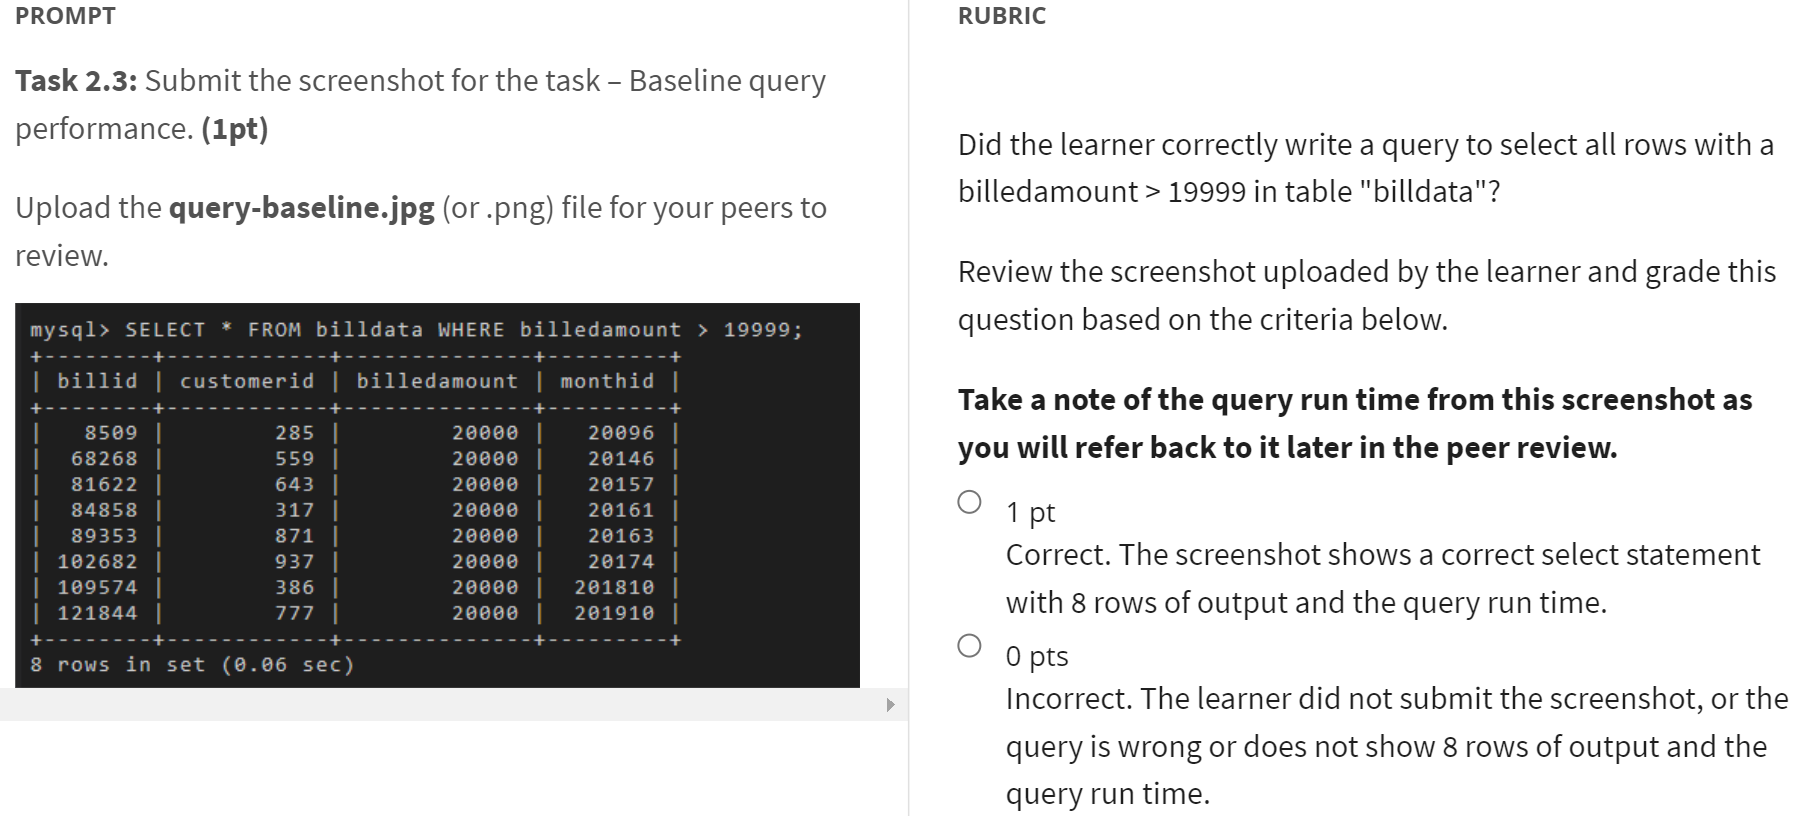 PROMPT
Task 2.3: Submit the screenshot for the task – Baseline query
performance. (1pt)
Upload the query-baseline.jpg (or .png) file for your peers to
review.
mysql> SELECT * FROM billdata WHERE billedamount > 19999;
+--------+------------+--------------+---------+
| billid | customerid | billedamount | monthid |
+--------+------------+--------------+---------+
|   8509 |        285 |        20000 |   20096 |
|  68268 |        559 |        20000 |   20146 |
|  81622 |        643 |        20000 |   20157 |
|  84858 |        317 |        20000 |   20161 |
|  89353 |        871 |        20000 |   20163 |
| 102682 |        937 |        20000 |   20174 |
| 109574 |        386 |        20000 |  201810 |
| 121844 |        777 |        20000 |  201910 |
+--------+------------+--------------+---------+
8 rows in set (0.06 sec)
RUBRIC
Did the learner correctly write a query to select all rows with a
billedamount > 19999 in table "billdata"?
Review the screenshot uploaded by the learner and grade this
question based on the criteria below.
Take a note of the query run time from this screenshot as
you will refer back to it later in the peer review.
1 pt
Correct. The screenshot shows a correct select statement
with 8 rows of output and the query run time.
0 pts
Incorrect. The learner did not submit the screenshot, or the
query is wrong or does not show 8 rows of output and the
query run time.